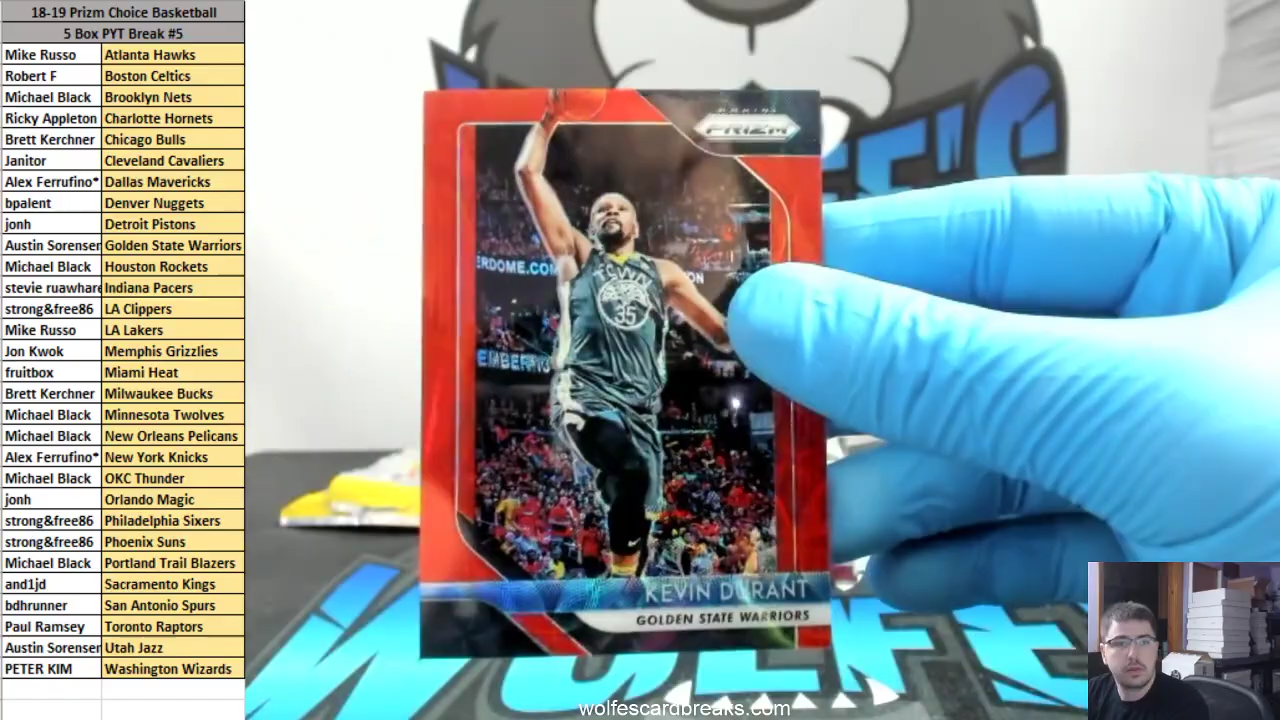 18-19 Prizm Choice Basketball
5 Box PYT Break #5
Mike Russo Atlanta Hawks
Robert F Boston Celtics
Michael Black Brooklyn Nets
Ricky Appleton Charlotte Hornets
Brett Kerchner Chicago Bulls
Janitor Cleveland Cavaliers
Alex Ferrufino* Dallas Mavericks
bpalent Denver Nuggets
jonh Detroit Pistons
Austin Sorensen Golden State Warriors
Michael Black Houston Rockets
stevie ruawhare Indiana Pacers
strong&free86 LA Clippers
Mike Russo LA Lakers
Jon Kwok Memphis Grizzlies
fruitbox Miami Heat
Brett Kerchner Milwaukee Bucks
Michael Black Minnesota Twolves
Michael Black New Orleans Pelicans
Alex Ferrufino* New York Knicks
Michael Black OKC Thunder
jonh Orlando Magic
strong&free86 Philadelphia Sixers
strong&free86 Phoenix Suns
Michael Black Portland Trail Blazers
and1jd Sacramento Kings
bdhrunner San Antonio Spurs
Paul Ramsey Toronto Raptors
Austin Sorensen Utah Jazz
PETER KIM Washington Wizards
PANINI
PRIZM
ERDOME.COM
35
KEVIN DURANT
GOLDEN STATE WARRIORS
wolfescardbreaks.com